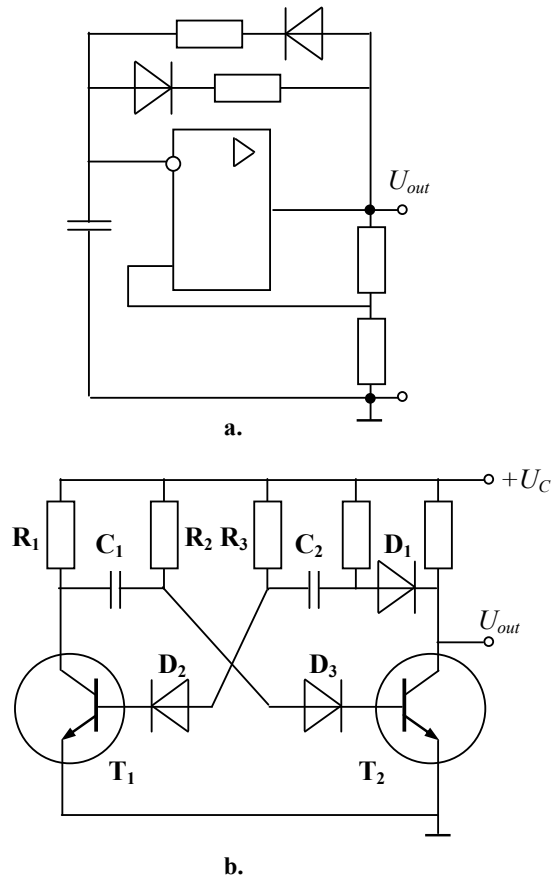 U_out
a.
+U_C
R₁ C₁ R₂ R₃ C₂ D₁
U_out
D₂ D₃
T₁ T₂
b.